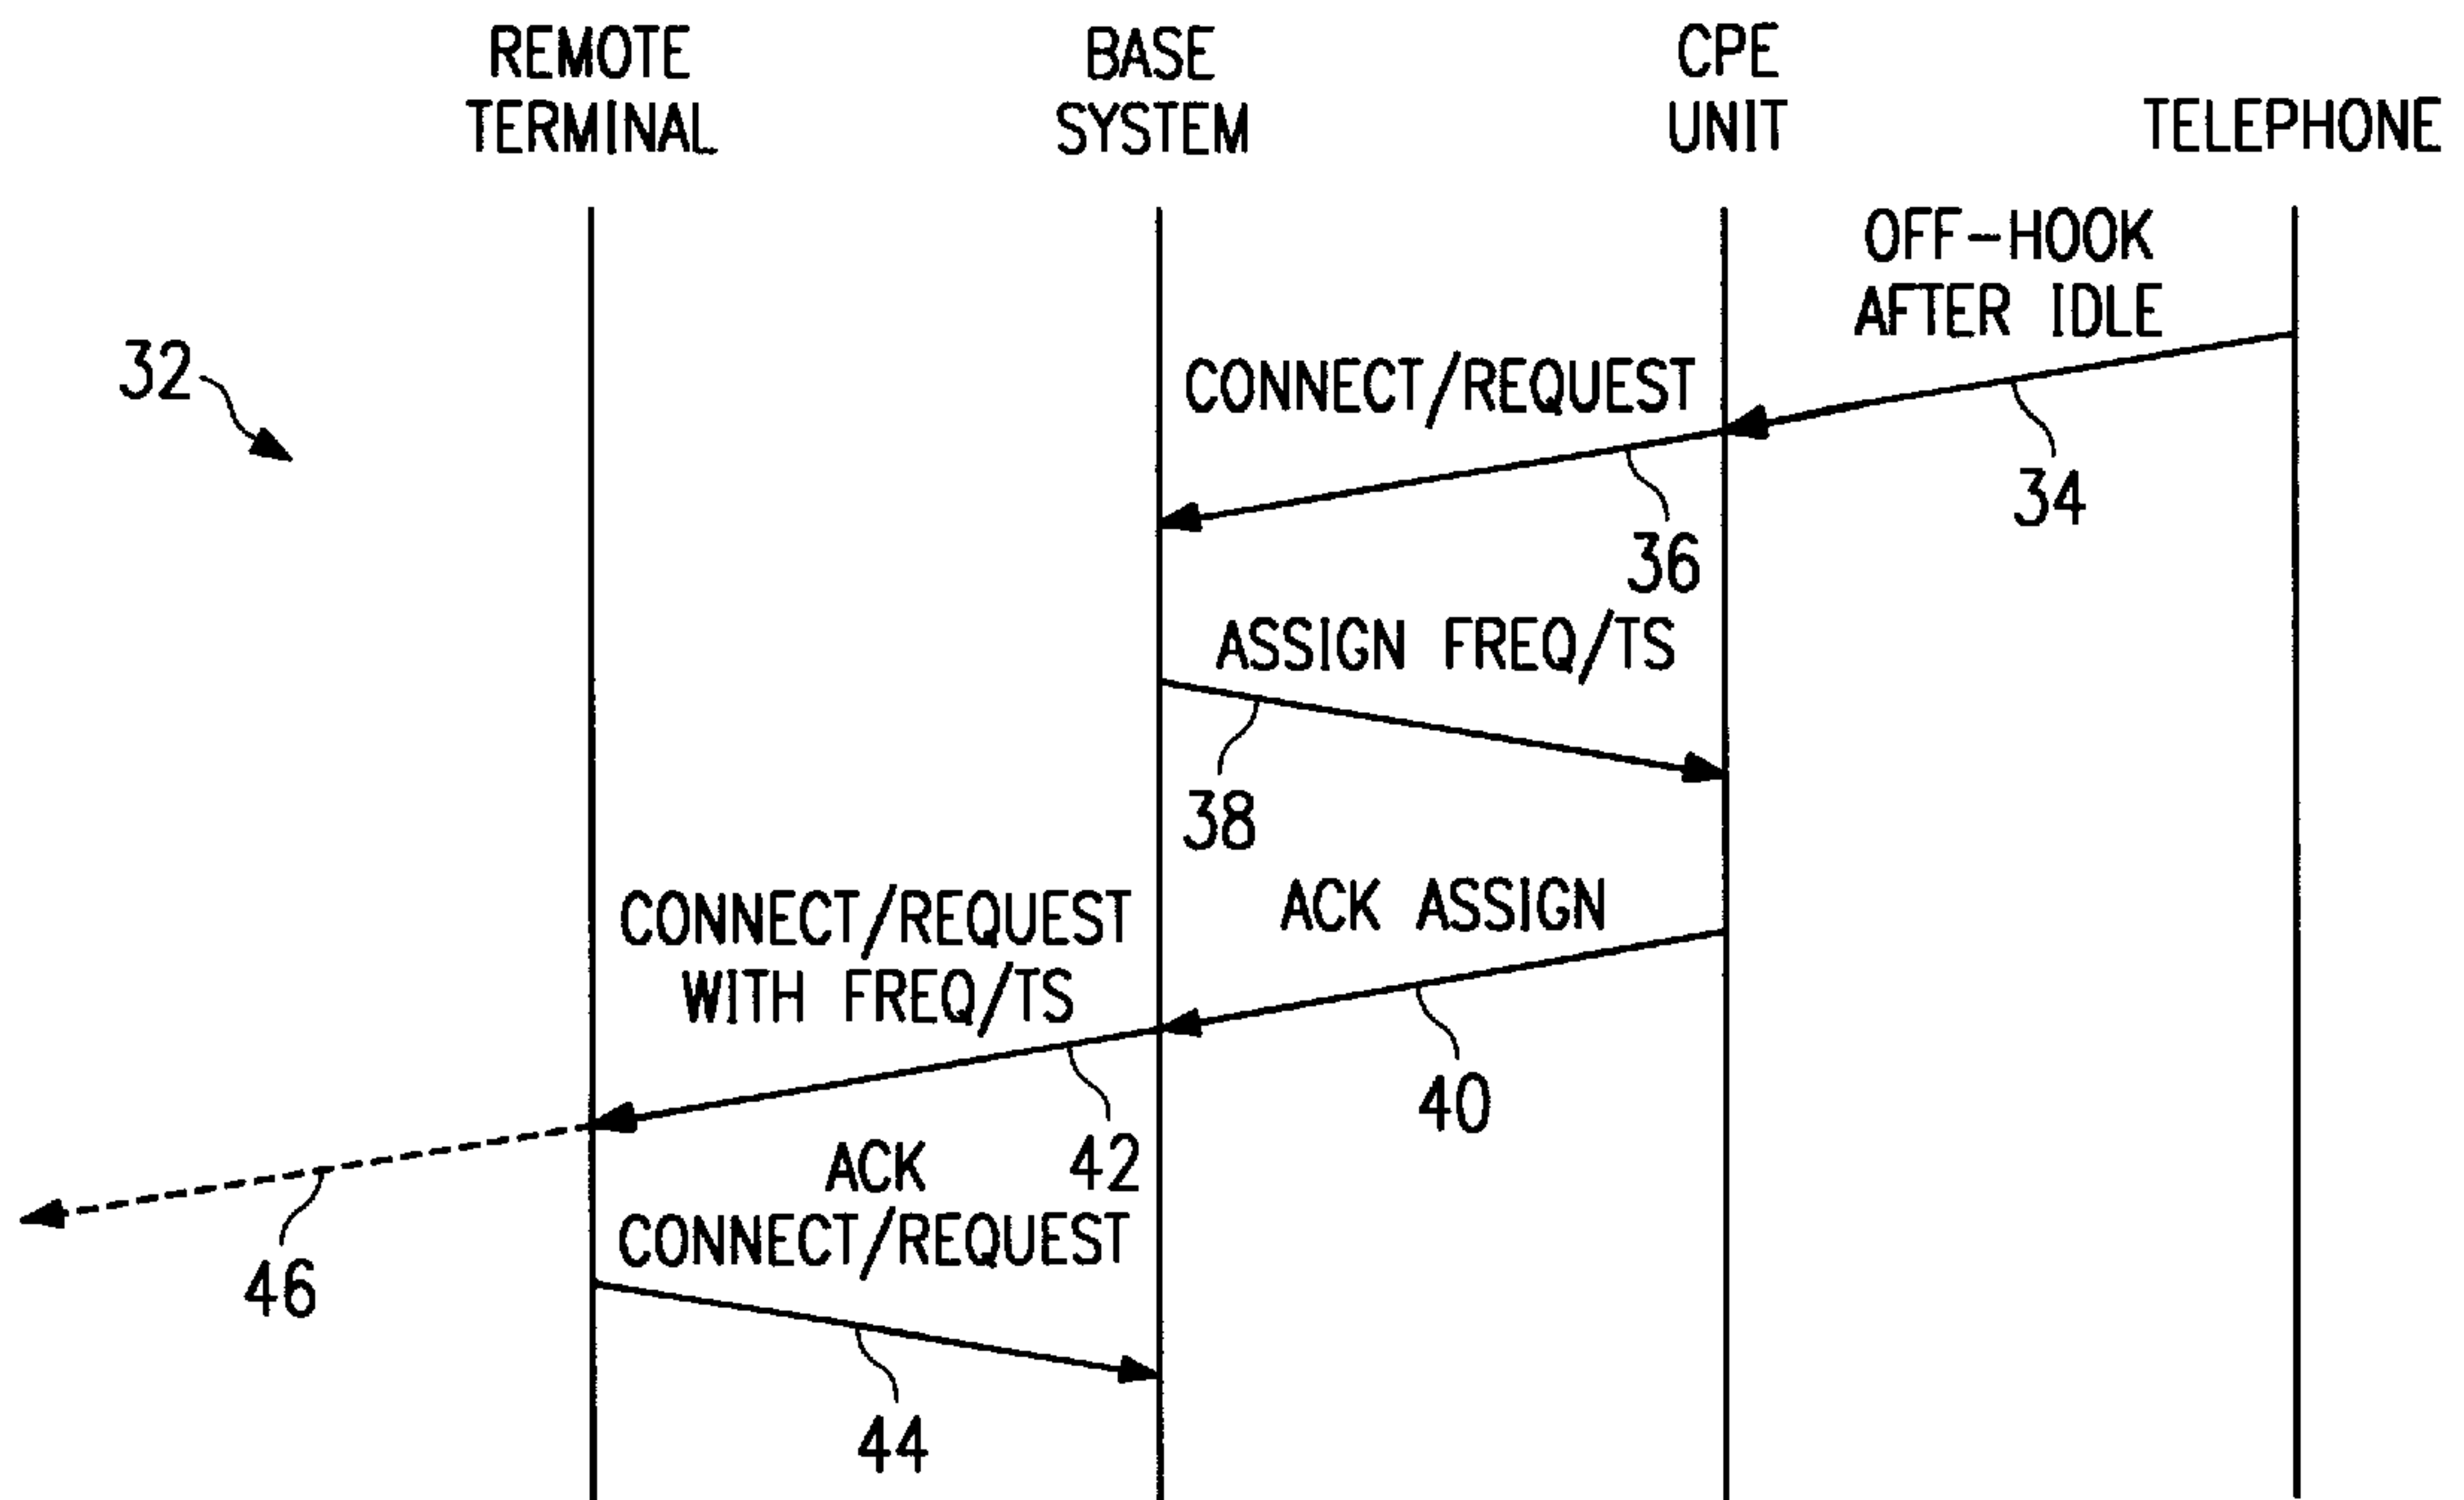 REMOTE
TERMINAL
BASE
SYSTEM
CPE
UNIT
TELEPHONE
OFF-HOOK
AFTER IDLE
32
CONNECT/REQUEST
34
36
ASSIGN FREQ/TS
38
ACK ASSIGN
CONNECT/REQUEST
WITH FREQ/TS
40
42
ACK
CONNECT/REQUEST
46
44